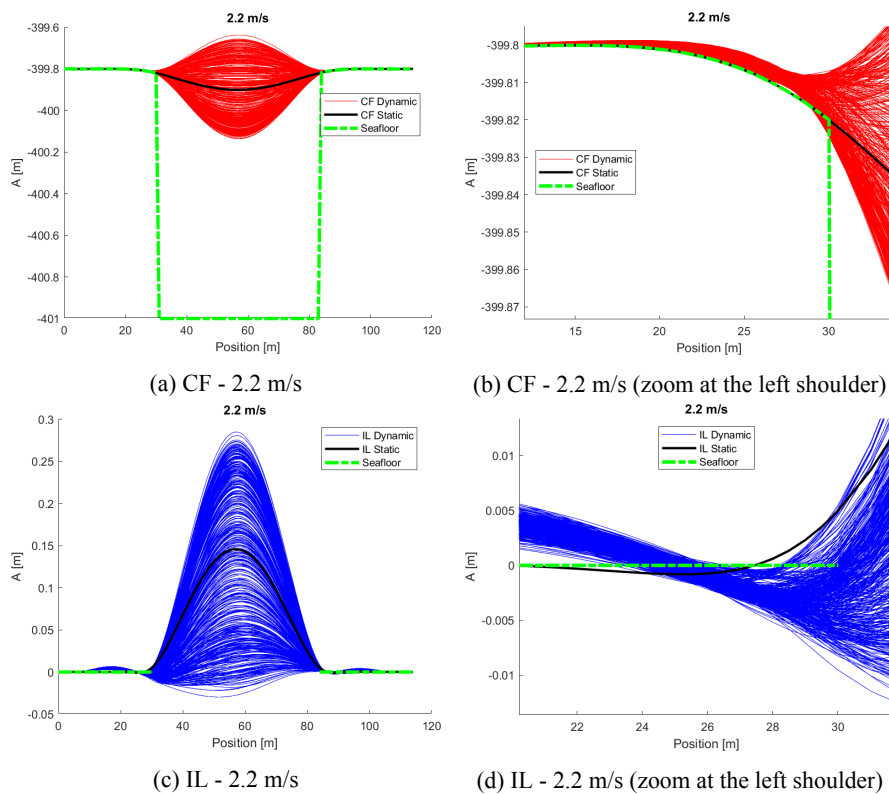 2.2 m/s
-399.6
-399.8
-400
-400.2
-400.4
-400.6
-400.8
-401
A [m]
CF Dynamic
CF Static
Seafloor
0 20 40 60 80 100 120
Position [m]
(a) CF - 2.2 m/s
2.2 m/s
-399.8
-399.81
-399.82
-399.83
-399.84
-399.85
-399.86
-399.87
A [m]
CF Dynamic
CF Static
Seafloor
15 20 25 30
Position [m]
(b) CF - 2.2 m/s (zoom at the left shoulder)
2.2 m/s
0.3
0.25
0.2
0.15
0.1
0.05
0
-0.05
A [m]
IL Dynamic
IL Static
Seafloor
0 20 40 60 80 100 120
Position [m]
(c) IL - 2.2 m/s
2.2 m/s
0.01
0.005
0
-0.005
-0.01
A [m]
IL Dynamic
IL Static
Seafloor
22 24 26 28 30
Position [m]
(d) IL - 2.2 m/s (zoom at the left shoulder)